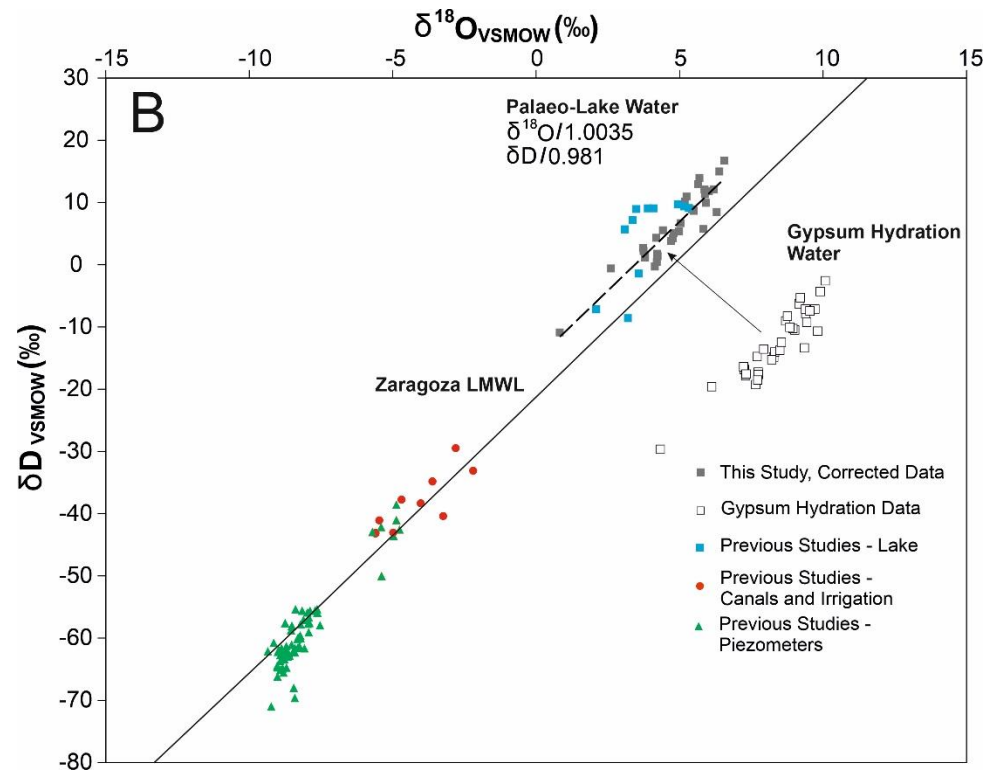 δ¹⁸O VSMOW (‰)
-15 -10 -5 0 5 10 15
30
B
Palaeo-Lake Water
δ¹⁸O/1.0035
δD/0.981
20
10
Gypsum Hydration
Water
0
-10
Zaragoza LMWL
-20
δD VSMOW (‰)
-30
This Study, Corrected Data
Gypsum Hydration Data
-40
Previous Studies - Lake
Previous Studies -
Canals and Irrigation
-50
Previous Studies -
Piezometers
-60
-70
-80